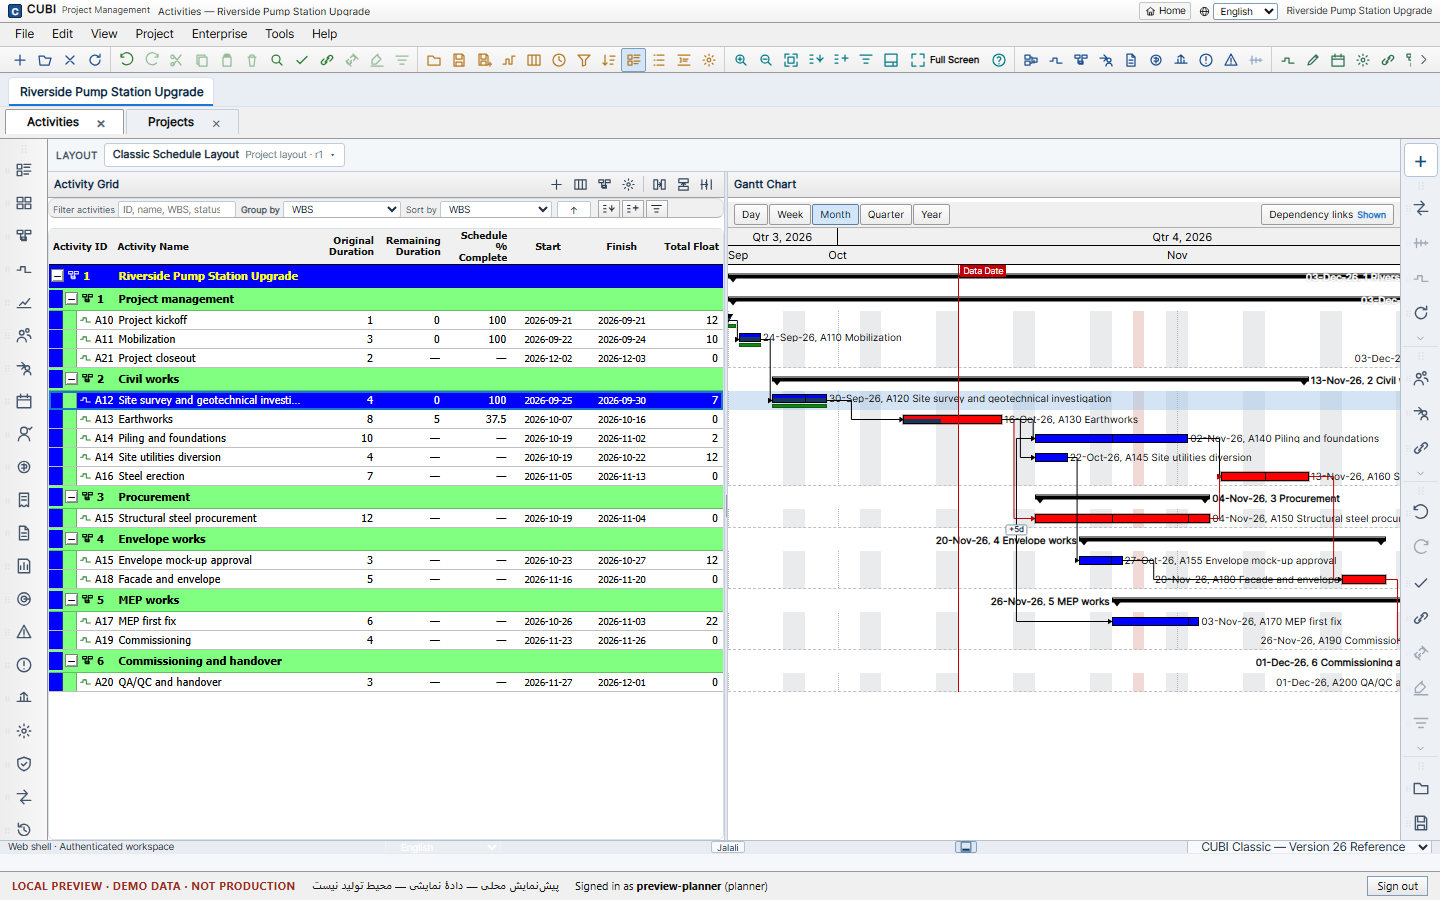 CUBI Project Management Activities — Riverside Pump Station Upgrade
Home English Riverside Pump Station Upgrade
File Edit View Project Enterprise Tools Help
Full Screen
Riverside Pump Station Upgrade
Activities Projects
LAYOUT Classic Schedule Layout Project layout · r1
Activity Grid
Filter activities ID, name, WBS, status Group by WBS Sort by WBS
Activity ID Activity Name Original Duration Remaining Duration Schedule % Complete Start Finish Total Float
1 Riverside Pump Station Upgrade
1 Project management
A10 Project kickoff 1 0 100 2026-09-21 2026-09-21 12
A11 Mobilization 3 0 100 2026-09-22 2026-09-24 10
A21 Project closeout 2 — — 2026-12-02 2026-12-03 0
2 Civil works
A12 Site survey and geotechnical investi... 4 0 100 2026-09-25 2026-09-30 7
A13 Earthworks 8 5 37.5 2026-10-07 2026-10-16 0
A14 Piling and foundations 10 — — 2026-10-19 2026-11-02 2
A14 Site utilities diversion 4 — — 2026-10-19 2026-10-22 12
A16 Steel erection 7 — — 2026-11-05 2026-11-13 0
3 Procurement
A15 Structural steel procurement 12 — — 2026-10-19 2026-11-04 0
4 Envelope works
A15 Envelope mock-up approval 3 — — 2026-10-23 2026-10-27 12
A18 Facade and envelope 5 — — 2026-11-16 2026-11-20 0
5 MEP works
A17 MEP first fix 6 — — 2026-10-26 2026-11-03 22
A19 Commissioning 4 — — 2026-11-23 2026-11-26 0
6 Commissioning and handover
A20 QA/QC and handover 3 — — 2026-11-27 2026-12-01 0
Gantt Chart
Day Week Month Quarter Year Dependency links Shown
Qtr 3, 2026 Qtr 4, 2026
Sep Oct Nov
Data Date 03-Dec-26, 1 Rivers
03-Dec-
24-Sep-26, A110 Mobilization
03-Dec-2
13-Nov-26, 2 Civil
30-Sep-26, A120 Site survey and geotechnical investigation
16-Oct-26, A130 Earthworks
02-Nov-26, A140 Piling and foundations
22-Oct-26, A145 Site utilities diversion
13-Nov-26, A160 S
04-Nov-26, 3 Procurement
04-Nov-26, A150 Structural steel procur
+5d
20-Nov-26, 4 Envelope works
27-Oct-26, A155 Envelope mock-up approval
20-Nov-26, A180 Facade and envelope
26-Nov-26, 5 MEP works
03-Nov-26, A170 MEP first fix
26-Nov-26, A190 Commission
01-Dec-26, 6 Commissioning a
01-Dec-26, A200 QA/QC a
Web shell · Authenticated workspace English Jalali CUBI Classic — Version 26 Reference
LOCAL PREVIEW · DEMO DATA · NOT PRODUCTION پیش‌نمایش محلی — دادهٔ نمایشی — محیط تولید نیست Signed in as preview-planner (planner) Sign out